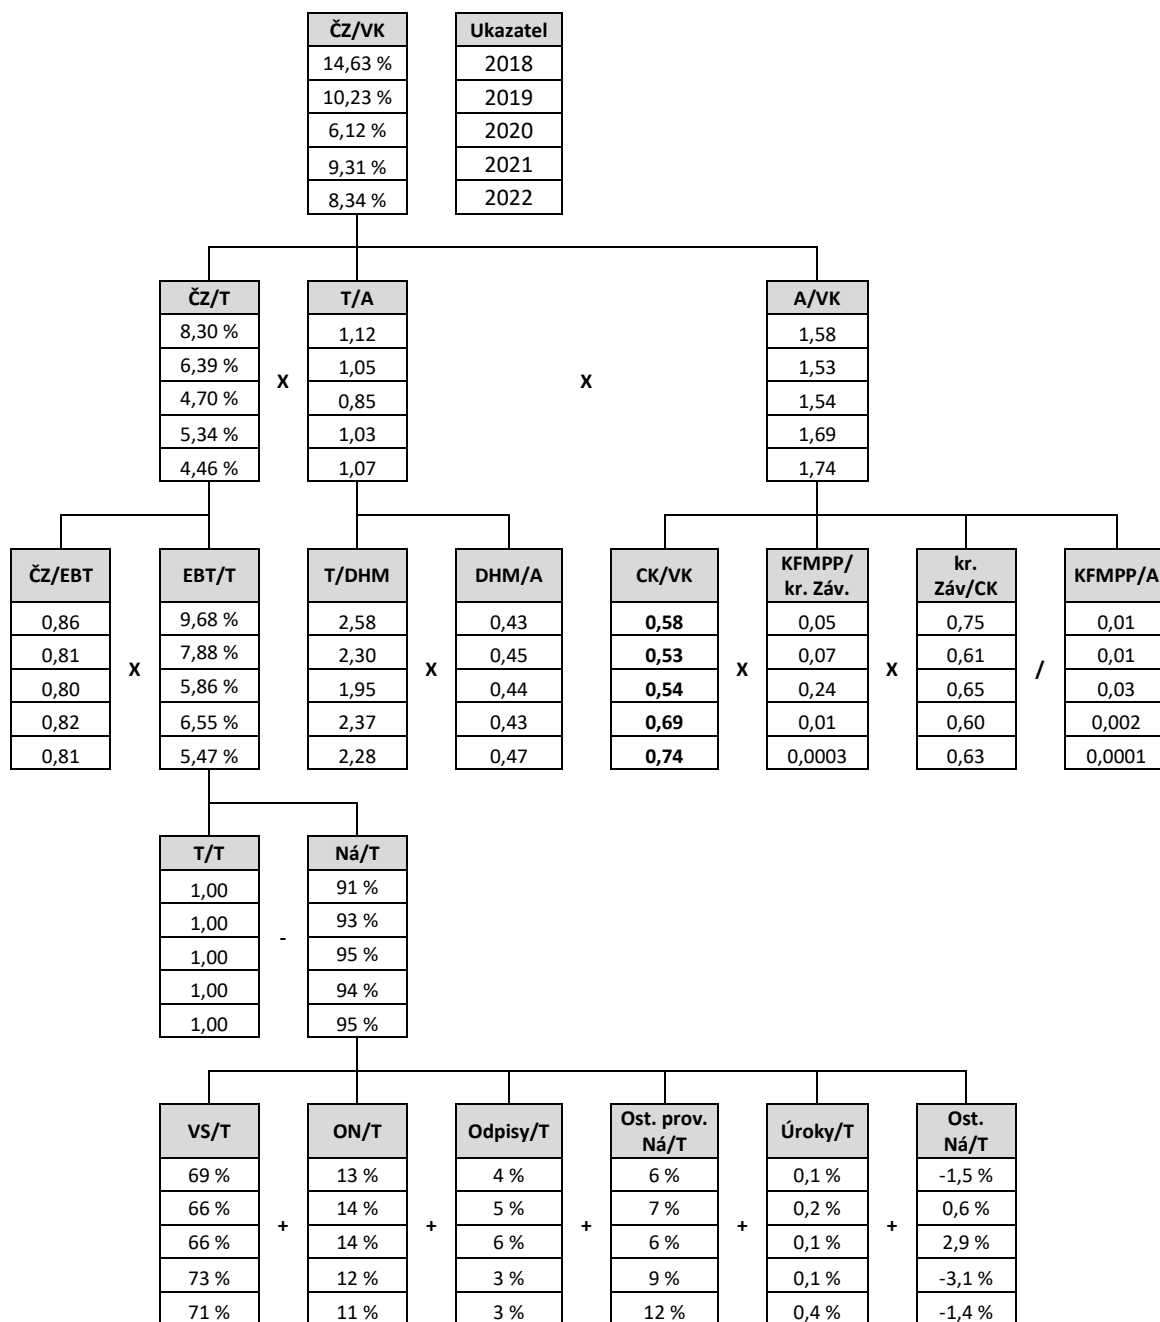 ČZ/VK Ukazatel
14,63 % 2018
10,23 % 2019
6,12 % 2020
9,31 % 2021
8,34 % 2022
ČZ/T T/A A/VK
8,30 % 1,12 1,58
6,39 % 1,05 1,53
X X
4,70 % 0,85 1,54
5,34 % 1,03 1,69
4,46 % 1,07 1,74
ČZ/EBT EBT/T T/DHM DHM/A CK/VK KFMPP/ kr. KFMPP/A
kr. Záv. Záv/CK
0,86 9,68 % 2,58 0,43 0,58 0,05 0,75 0,01
0,81 7,88 % 2,30 0,45 0,53 0,07 0,61 0,01
X X X X /
0,80 5,86 % 1,95 0,44 0,54 0,24 0,65 0,03
0,82 6,55 % 2,37 0,43 0,69 0,01 0,60 0,002
0,81 5,47 % 2,28 0,47 0,74 0,0003 0,63 0,0001
T/T Ná/T
1,00 91 %
1,00 93 %
-
1,00 95 %
1,00 94 %
1,00 95 %
VS/T ON/T Odpisy/T Ost. prov. Úroky/T Ost.
Ná/T Ná/T
69 % 13 % 4 % 6 % 0,1 % -1,5 %
66 % 14 % 5 % 7 % 0,2 % 0,6 %
+ + + + +
66 % 14 % 6 % 6 % 0,1 % 2,9 %
73 % 12 % 3 % 9 % 0,1 % -3,1 %
71 % 11 % 3 % 12 % 0,4 % -1,4 %